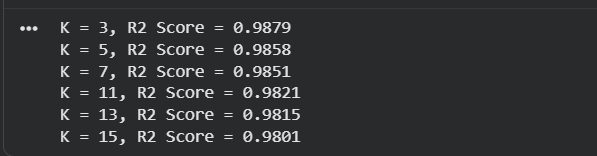 K = 3, R2 Score = 0.9879
K = 5, R2 Score = 0.9858
K = 7, R2 Score = 0.9851
K = 11, R2 Score = 0.9821
K = 13, R2 Score = 0.9815
K = 15, R2 Score = 0.9801